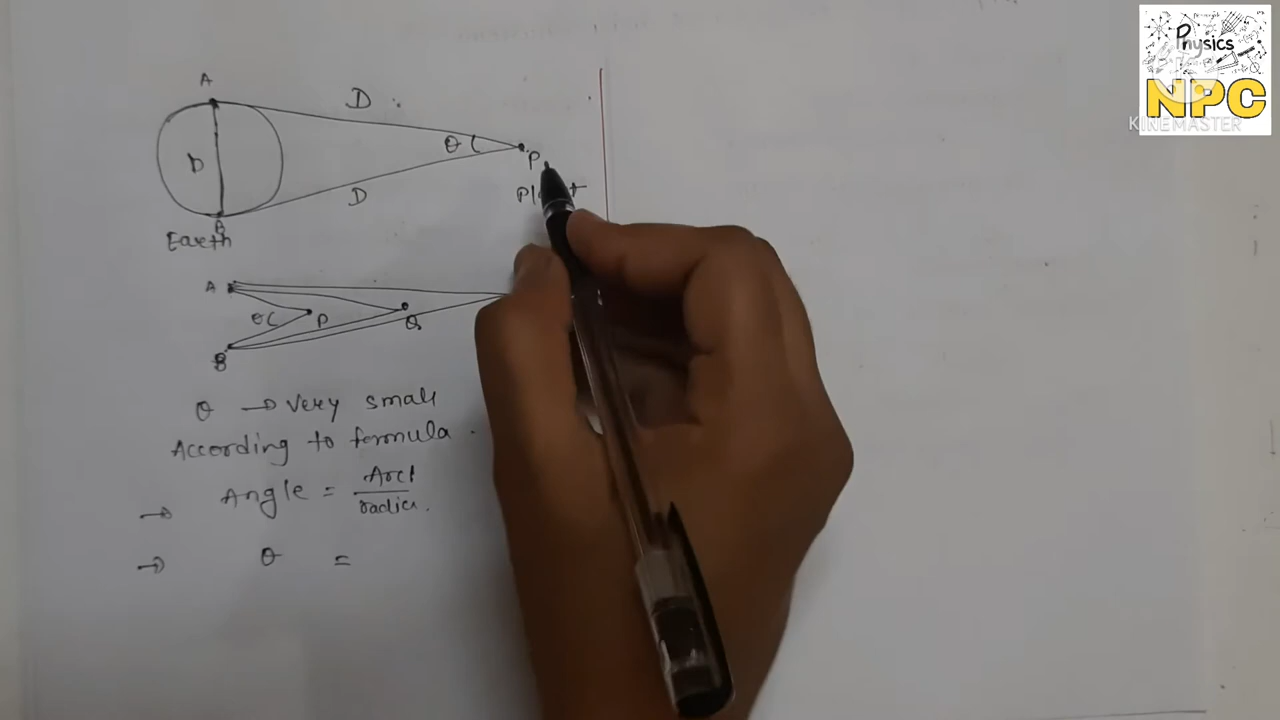 Physics
NPC
KINEMASTER
A
D
D
θ
P
D
B
Earth
A
θ
P
Q
B
θ → Very small
According to formula
→ Angle = Arc / radius.
→ θ =